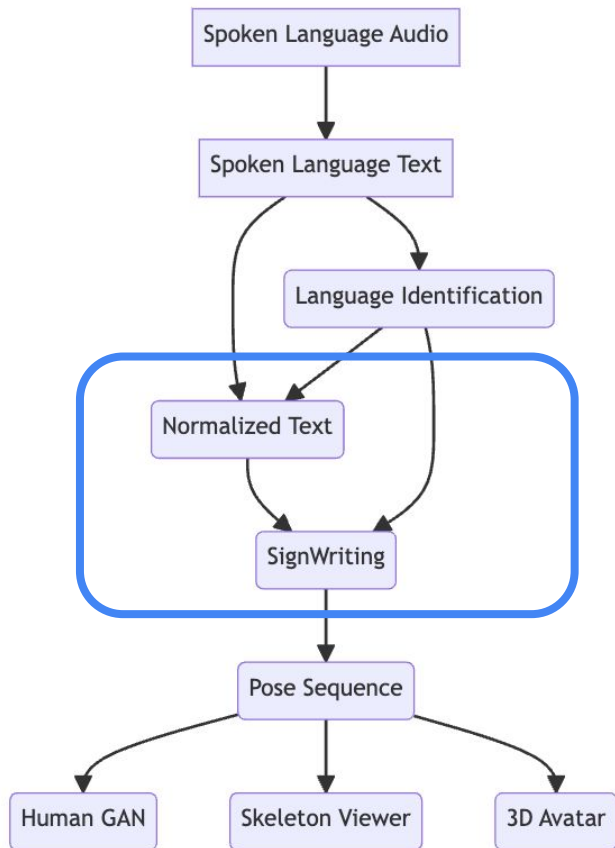 Spoken Language Audio
Spoken Language Text
Language Identification
Normalized Text
SignWriting
Pose Sequence
Human GAN
Skeleton Viewer
3D Avatar